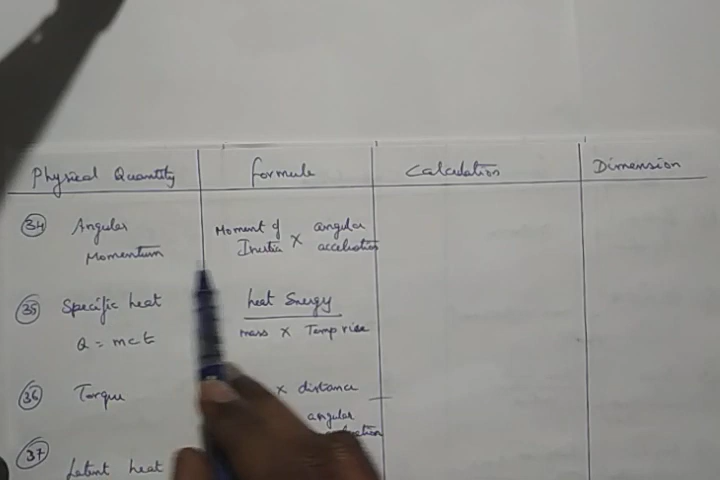 Physical Quantity formula Calculation Dimension
34 Angular Momentum Moment of Inertia × angular accelration
35 Specific heat Q = mct heat Energy / mass × Temp rise
36 Torque × distance
angular
37 Latent heat